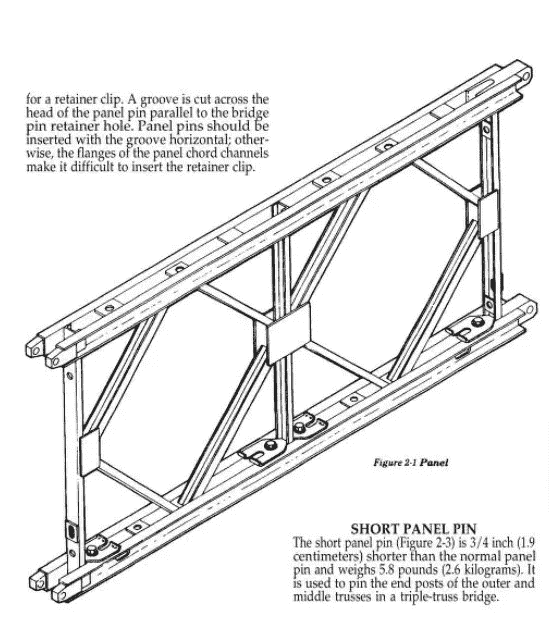 for a retainer clip. A groove is cut across the
head of the panel pin parallel to the bridge
pin retainer hole. Panel pins should be
inserted with the groove horizontal; other-
wise, the flanges of the panel chord channels
make it difficult to insert the retainer clip.
Figure 2-1 Panel
SHORT PANEL PIN
The short panel pin (Figure 2-3) is 3/4 inch (1.9
centimeters) shorter than the normal panel
pin and weighs 5.8 pounds (2.6 kilograms). It
is used to pin the end posts of the outer and
middle trusses in a triple-truss bridge.